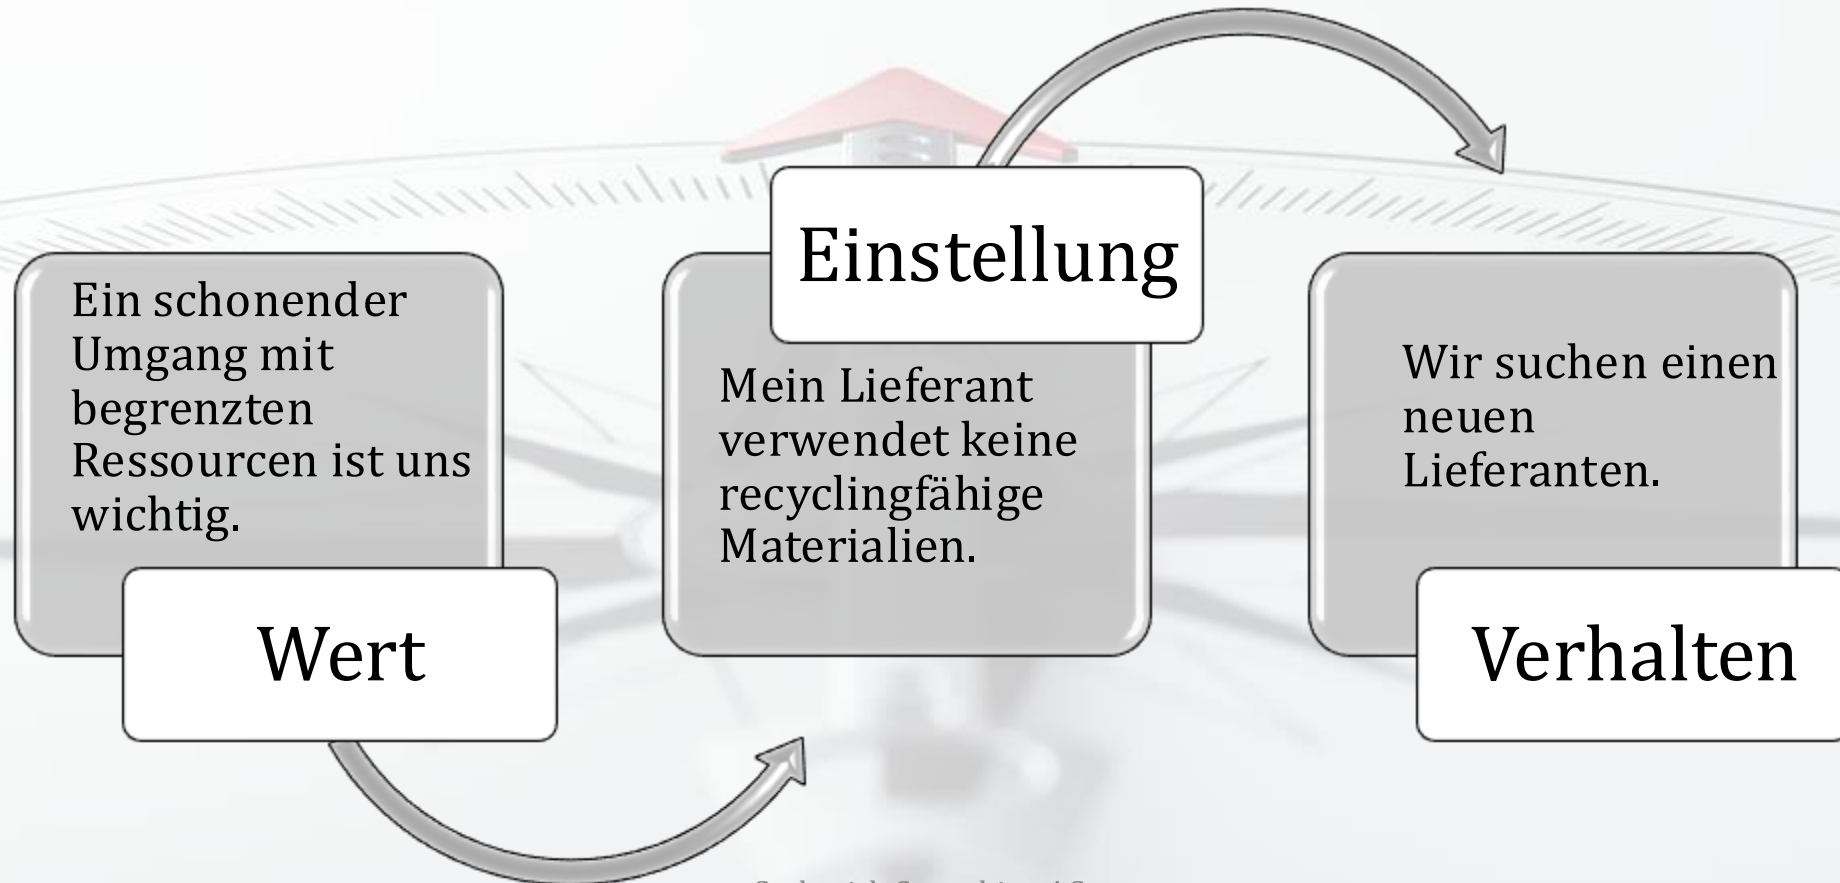 Ein schonender
Umgang mit
begrenzten
Ressourcen ist uns
wichtig.
Wert
Einstellung
Mein Lieferant
verwendet keine
recyclingfähige
Materialien.
Wir suchen einen
neuen
Lieferanten.
Verhalten